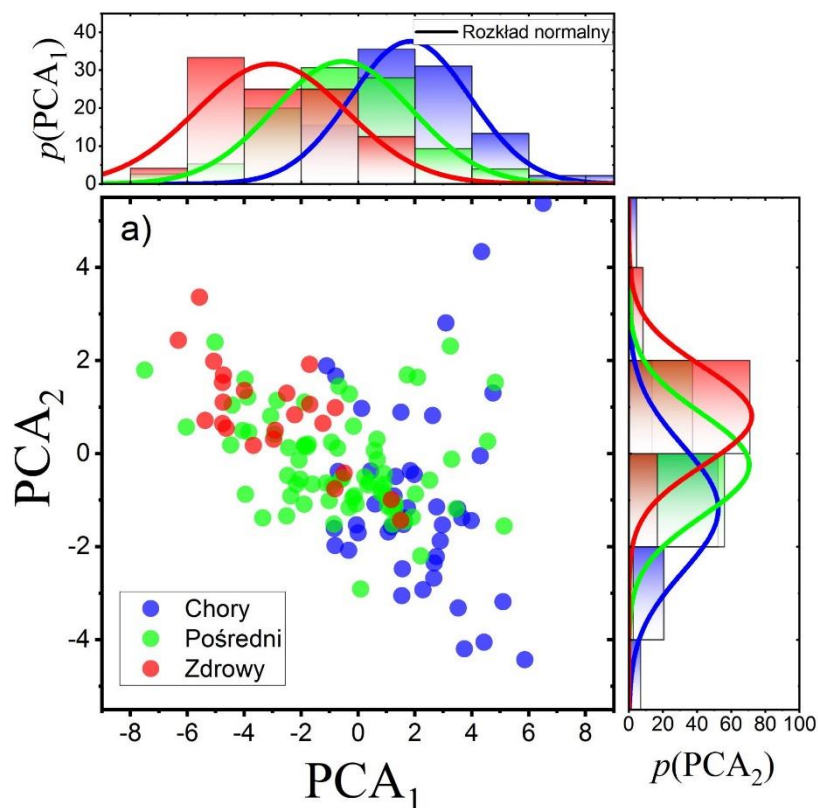 40
30
20
10
0
p(PCA₁)
Rozkład normalny
a)
4
2
0
-2
-4
PCA₂
Chory
Pośredni
Zdrowy
-8 -6 -4 -2 0 2 4 6 8
PCA₁
0 20 40 60 80 100
p(PCA₂)